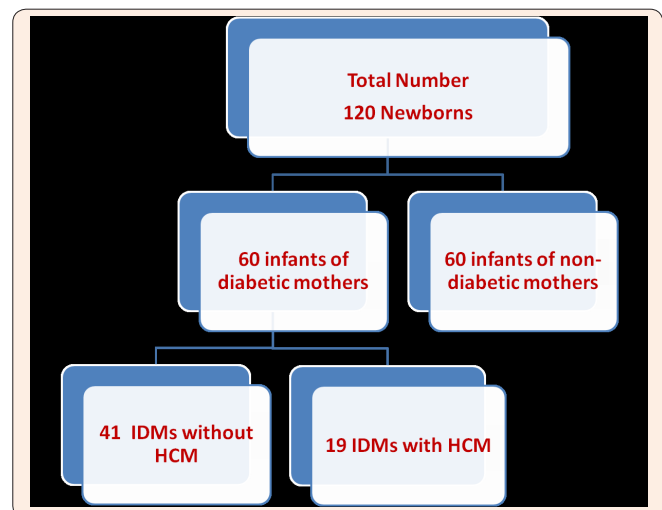 Total Number
120 Newborns
60 infants of
diabetic mothers
60 infants of non-
diabetic mothers
41 IDMs without
HCM
19 IDMs with HCM